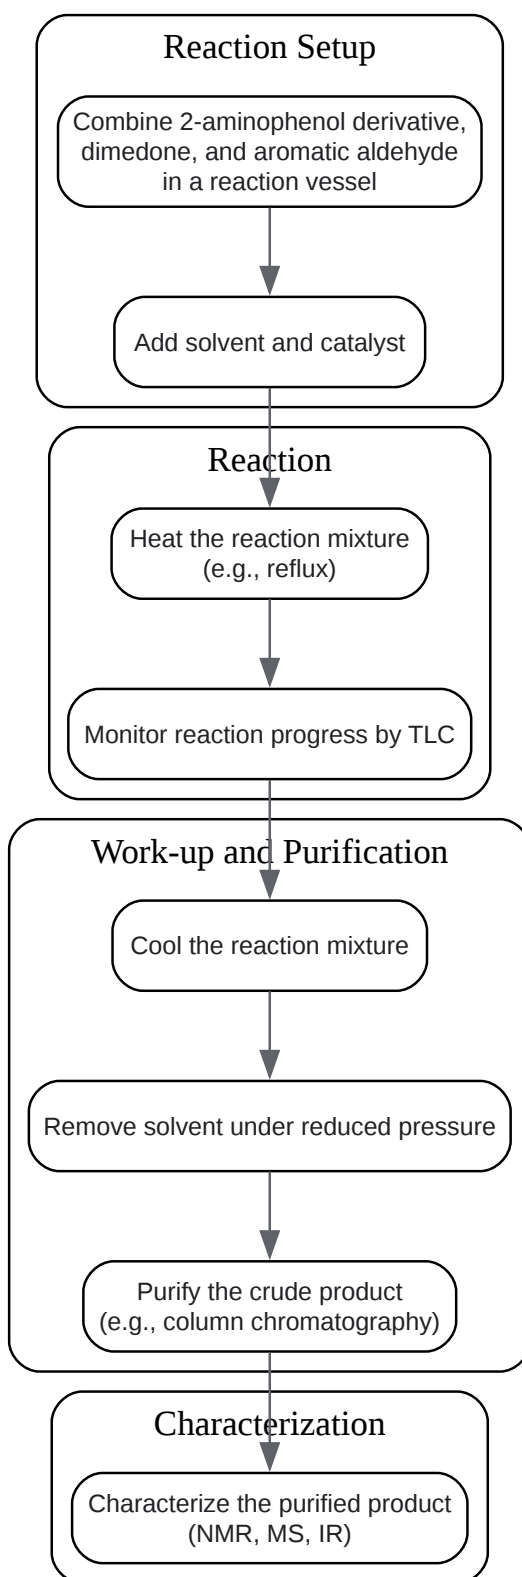 Reaction Setup
Combine 2-aminophenol derivative,
dimedone, and aromatic aldehyde
in a reaction vessel
Add solvent and catalyst
Reaction
Heat the reaction mixture
(e.g., reflux)
Monitor reaction progress by TLC
Work-up and Purification
Cool the reaction mixture
Remove solvent under reduced pressure
Purify the crude product
(e.g., column chromatography)
Characterization
Characterize the purified product
(NMR, MS, IR)